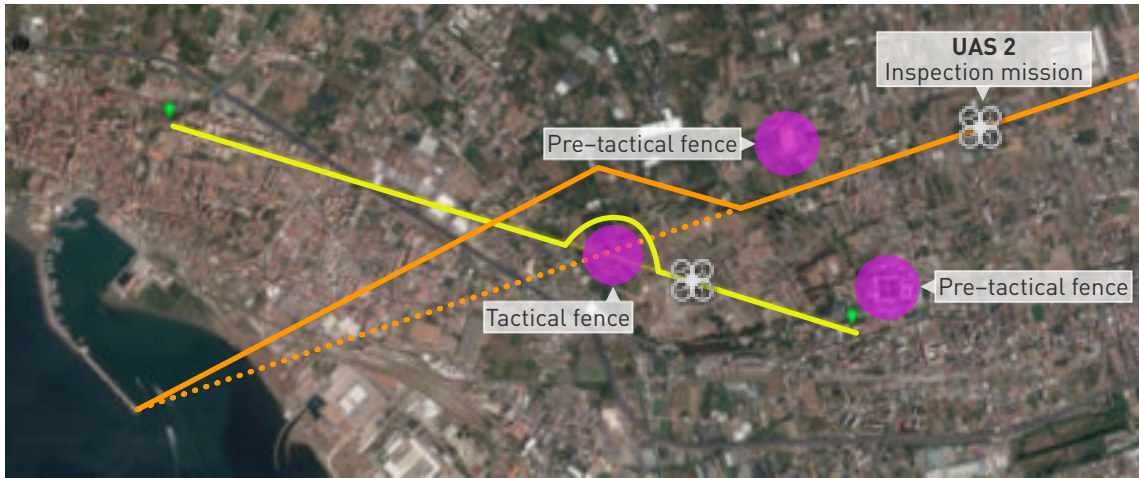 UAS 2
Inspection mission
Pre–tactical fence
Pre–tactical fence
Tactical fence